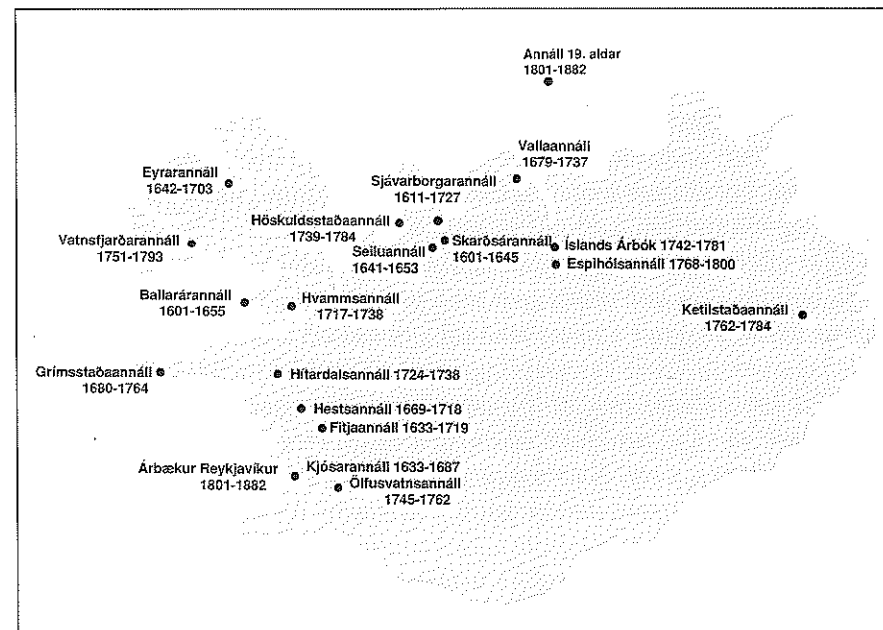 Annáll 19. aldar
1801-1882
Vallaannáll
1679-1737
Eyrarannáll
1642-1703
Sjávarborgarannáll
1611-1727
Höskuldsstaðaannáll
1739-1784
Vatnsfjarðarannáll
1751-1793
Skarðsárannáll
1601-1645
Seiluannáll
1641-1653
Íslands Árbók 1742-1781
Espihólsannáll 1768-1800
Ballarárannáll
1601-1655
Hvammsannáll
1717-1738
Ketilstaðaannáll
1762-1784
Grímsstaðaannáll
1680-1764
Hítardalsannáll 1724-1738
Hestsannáll 1669-1718
Fitjaannáll 1633-1719
Árbækur Reykjavíkur
1801-1882
Kjósarannáll 1633-1687
Ölfusvatnsannáll
1745-1762